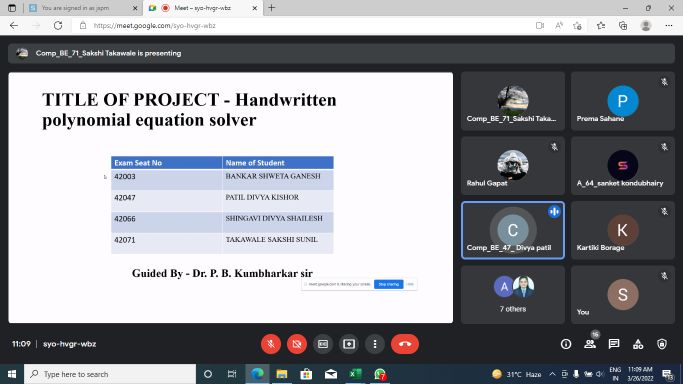 You are signed in as jspm
Meet – syo-hvgr-wbz
https://meet.google.com/syo-hvgr-wbz
Comp_BE_71_Sakshi Takawale is presenting
TITLE OF PROJECT - Handwritten
polynomial equation solver
Exam Seat No Name of Student
42003 BANKAR SHWETA GANESH
42047 PATIL DIVYA KISHOR
42066 SHINGAVI DIVYA SHAILESH
42071 TAKAWALE SAKSHI SUNIL
Guided By - Dr. P. B. Kumbharkar sir
meet.google.com is sharing your screen. Stop sharing Hide
Comp_BE_71_Sakshi Taka...
P
Prema Sahane
Rahul Gapat
S
A_64_sanket kondubhairy
C
Comp_BE_47_ Divya patil
K
Kartiki Borage
A
7 others
S
You
11:09 syo-hvgr-wbz
16
Type here to search
31°C Haze
ENG
IN
11:09 AM
3/26/2022